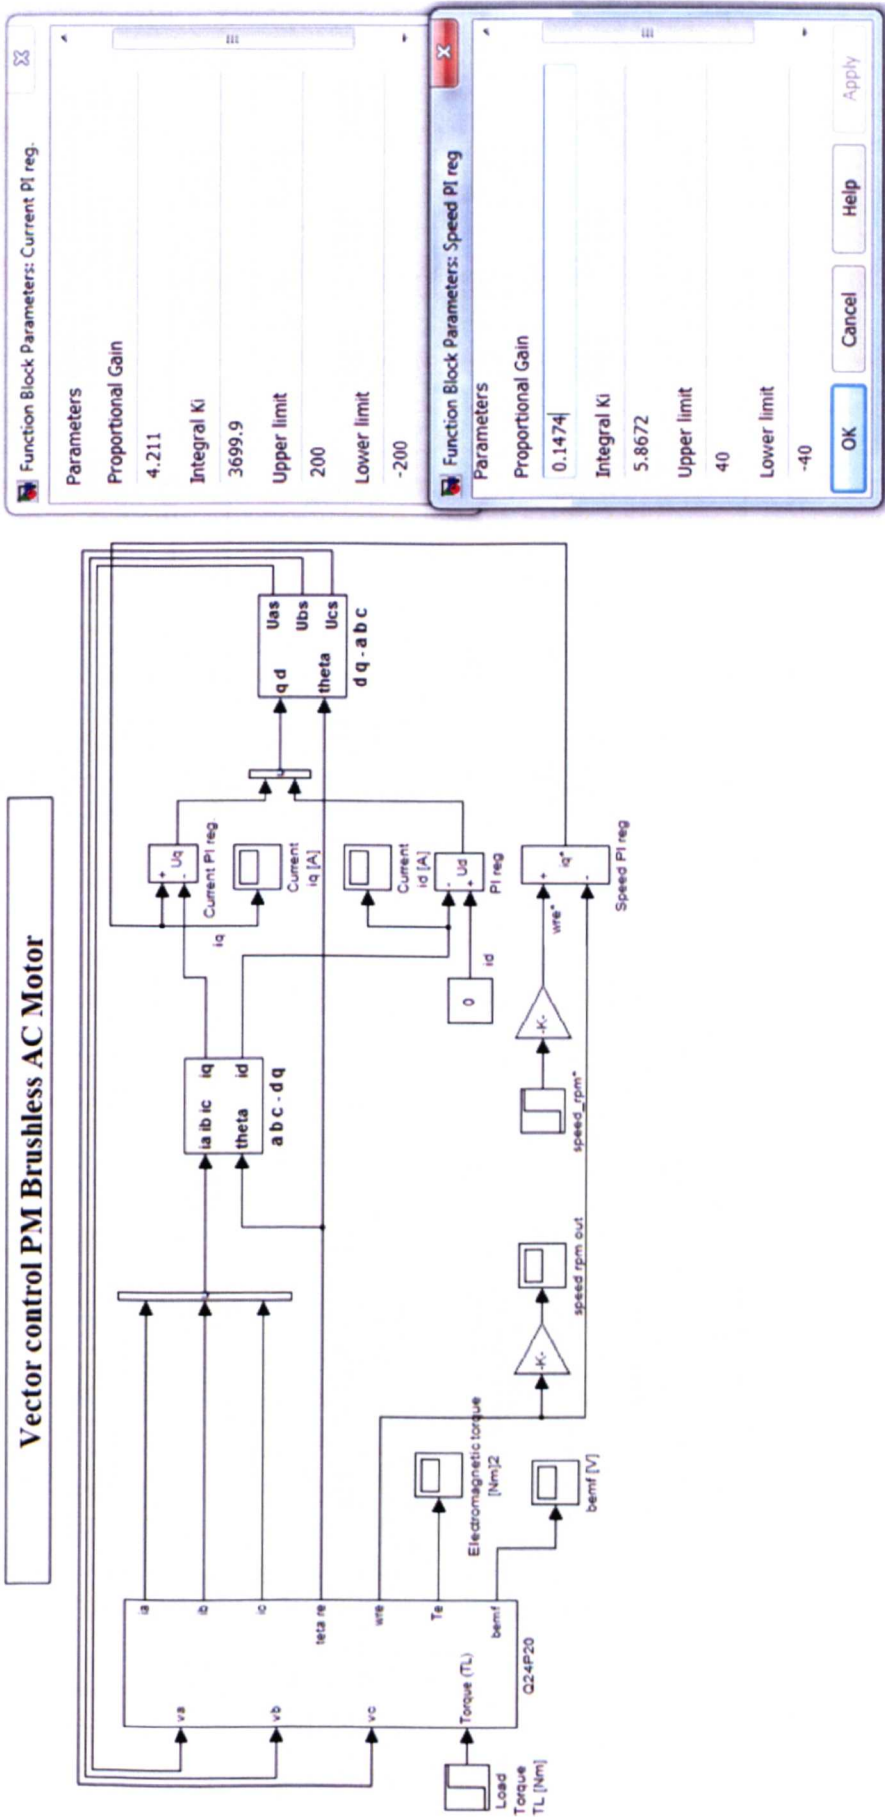 Vector control PM Brushless AC Motor
va
vb
vc
Torque (TL)
ia
ib
ic
teta re
wre
Te
bemf
Q24P20
Load
Torque
TL [Nm]
Electromagnetic torque
[Nm]2
bemf [V]
-K-
speed rpm out
ia ib ic
theta
iq
id
abc - dq
speed_rpm*
-K-
wre*
0
id
iq
+
-
Uq
Current PI reg.
Current
iq [A]
Current
id [A]
-
+
Ud
PI reg
+
-
iq*
Speed PI reg
q d
theta
Uas
Ubs
Ucs
dq - abc
Function Block Parameters: Current PI reg.
Parameters
Proportional Gain
4.211
Integral Ki
3699.9
Upper limit
200
Lower limit
-200
Function Block Parameters: Speed PI reg
Parameters
Proportional Gain
0.1474
Integral Ki
5.8672
Upper limit
40
Lower limit
-40
OK
Cancel
Help
Apply